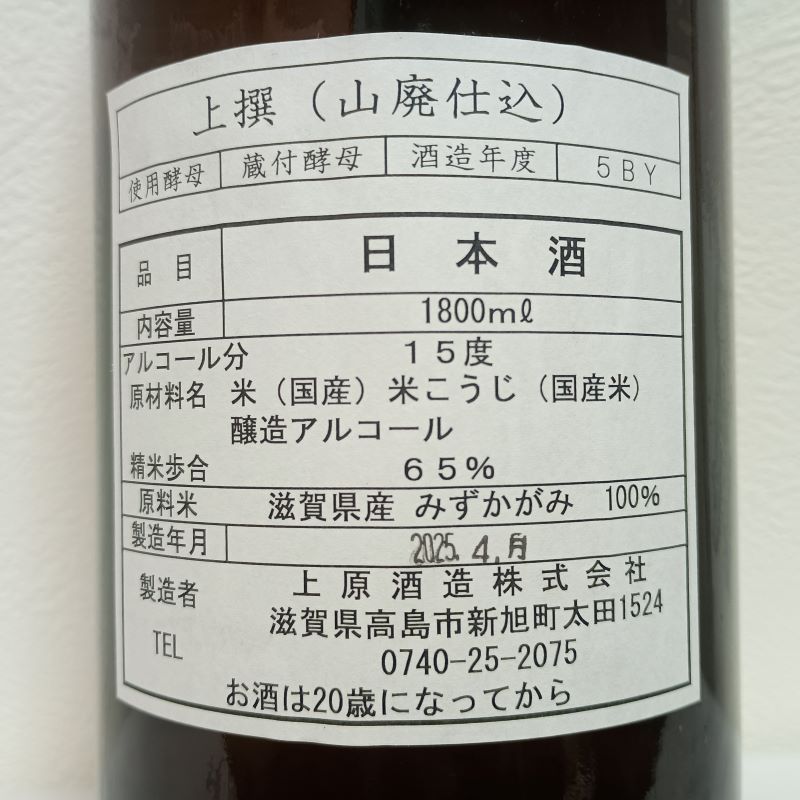 上撰（山廃仕込）
使用酵母 蔵付酵母 酒造年度 5BY
品目 日本酒
内容量 1800mℓ
アルコール分 15度
原材料名 米（国産）米こうじ（国産米）
醸造アルコール
精米歩合 65%
原料米 滋賀県産 みずかがみ 100%
製造年月 2025.4.月
製造者 上原酒造株式会社
滋賀県高島市新旭町太田1524
TEL 0740-25-2075
お酒は20歳になってから